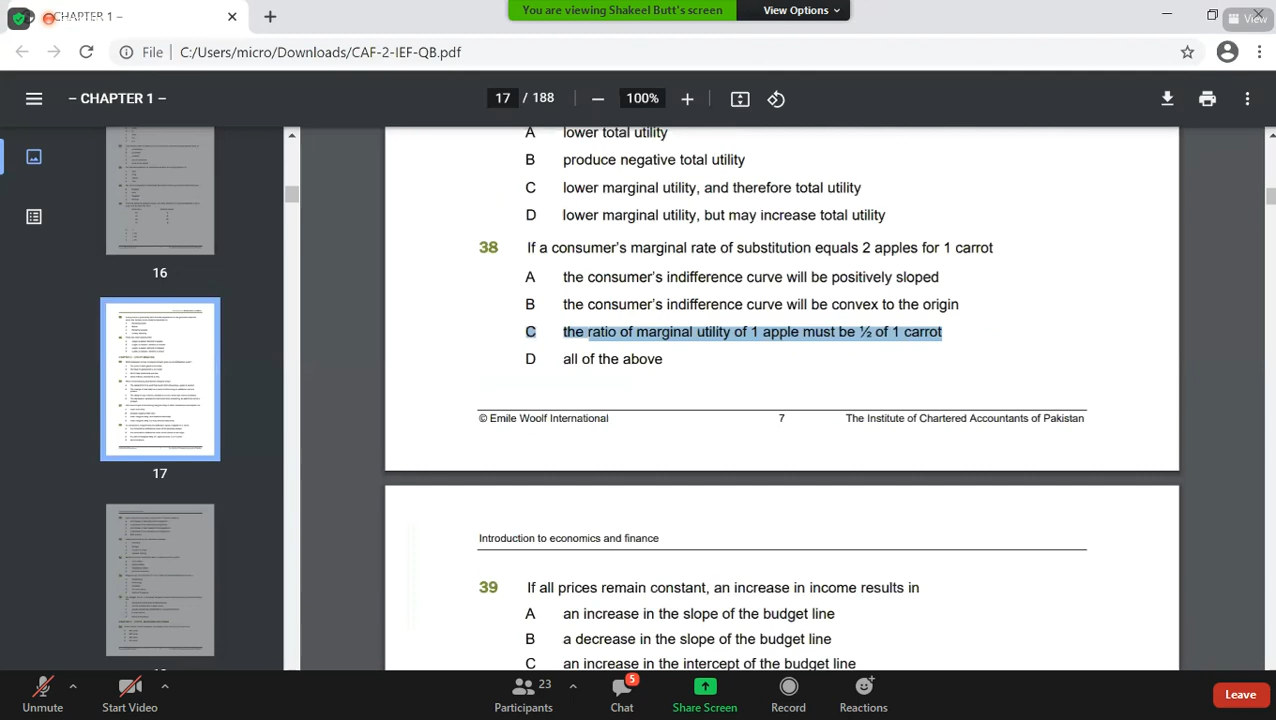 – CHAPTER 1 –
You are viewing Shakeel Butt's screen
View Options
View
File
C:/Users/micro/Downloads/CAF-2-IEF-QB.pdf
– CHAPTER 1 –
17 / 188
100%
16
17
A lower total utility
B produce negative total utility
C lower marginal utility, and therefore total utility
D lower marginal utility, but may increase total utility
38 If a consumer's marginal rate of substitution equals 2 apples for 1 carrot
A the consumer's indifference curve will be positively sloped
B the consumer's indifference curve will be convex to the origin
C the ratio of marginal utility of 1 apple must be ½ of 1 carrot
D all of the above
© Emile Woolf International 7 The Institute of Chartered Accountants of Pakistan
Introduction to economics and finance
39 If all prices remain constant, an increase in income results in
A an increase in the slope of the budget line
B a decrease in the slope of the budget line
C an increase in the intercept of the budget line
Unmute
Start Video
23
Participants
5
Chat
Share Screen
Record
Reactions
Leave